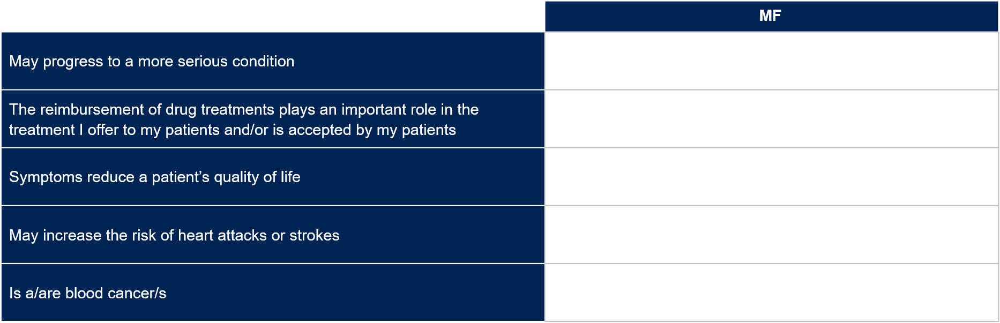 MF
May progress to a more serious condition
The reimbursement of drug treatments plays an important role in the
treatment I offer to my patients and/or is accepted by my patients
Symptoms reduce a patient’s quality of life
May increase the risk of heart attacks or strokes
Is a/are blood cancer/s